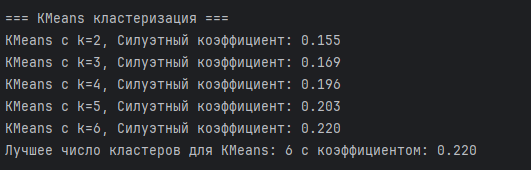 === KMeans кластеризация ===
KMeans с k=2, Силуэтный коэффициент: 0.155
KMeans с k=3, Силуэтный коэффициент: 0.169
KMeans с k=4, Силуэтный коэффициент: 0.196
KMeans с k=5, Силуэтный коэффициент: 0.203
KMeans с k=6, Силуэтный коэффициент: 0.220
Лучшее число кластеров для KMeans: 6 с коэффициентом: 0.220